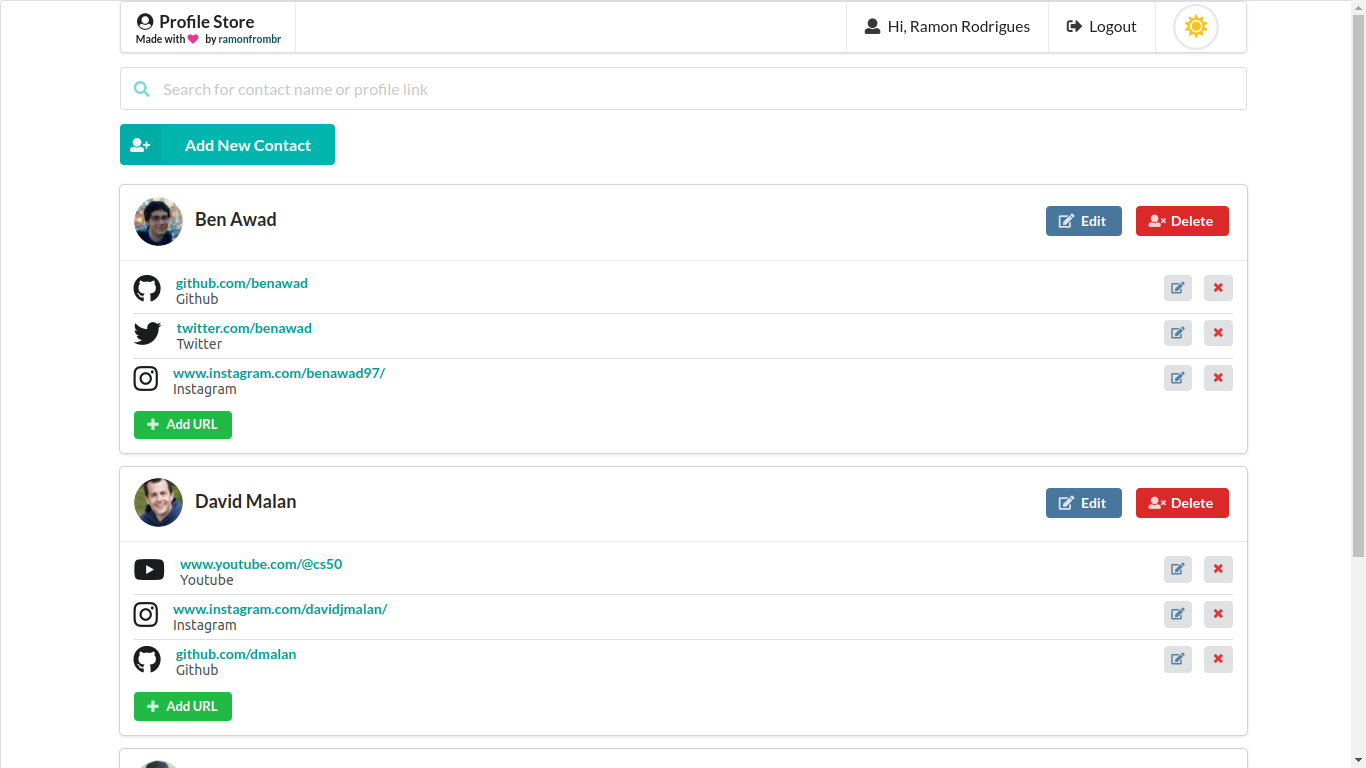 Profile Store
Made with by ramonfrombr
Hi, Ramon Rodrigues
Logout
Search for contact name or profile link
Add New Contact
Ben Awad
Edit
Delete
github.com/benawad
Github
twitter.com/benawad
Twitter
www.instagram.com/benawad97/
Instagram
Add URL
David Malan
Edit
Delete
www.youtube.com/@cs50
Youtube
www.instagram.com/davidjmalan/
Instagram
github.com/dmalan
Github
Add URL